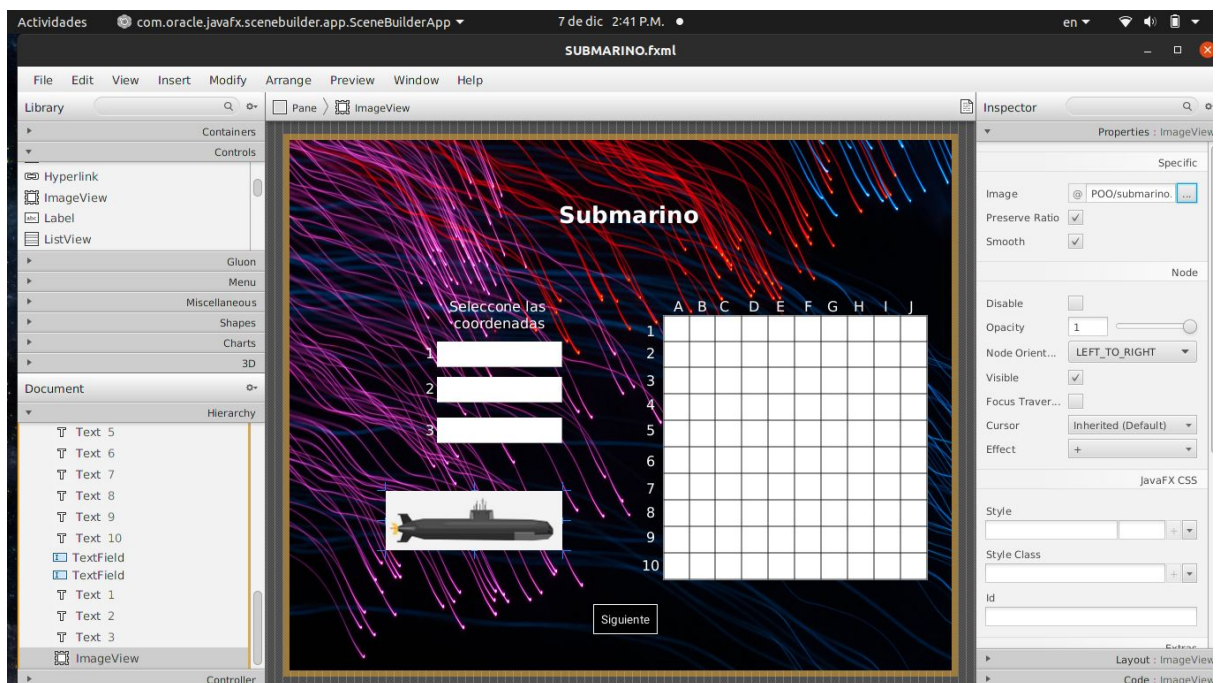 Actividades com.oracle.javafx.scenebuilder.app.SceneBuilderApp 7 de dic 2:41 P.M. en
SUBMARINO.fxml
File Edit View Insert Modify Arrange Preview Window Help
Library
Pane ImageView
Inspector
Containers
Controls
Hyperlink
ImageView
Label
ListView
Gluon
Menu
Miscellaneous
Shapes
Charts
3D
Document
Hierarchy
Text 5
Text 6
Text 7
Text 8
Text 9
Text 10
TextField
TextField
Text 1
Text 2
Text 3
ImageView
Controller
Submarino
Seleccone las
coordenadas
1
2
3
A B C D E F G H I J
1
2
3
4
5
6
7
8
9
10
Siguiente
Properties : ImageView
Specific
Image @ POO/submarino. ...
Preserve Ratio
Smooth
Node
Disable
Opacity 1
Node Orient... LEFT_TO_RIGHT
Visible
Focus Traver...
Cursor Inherited (Default)
Effect +
JavaFX CSS
Style
Style Class
Id
Extras
Layout : ImageView
Code : ImageView